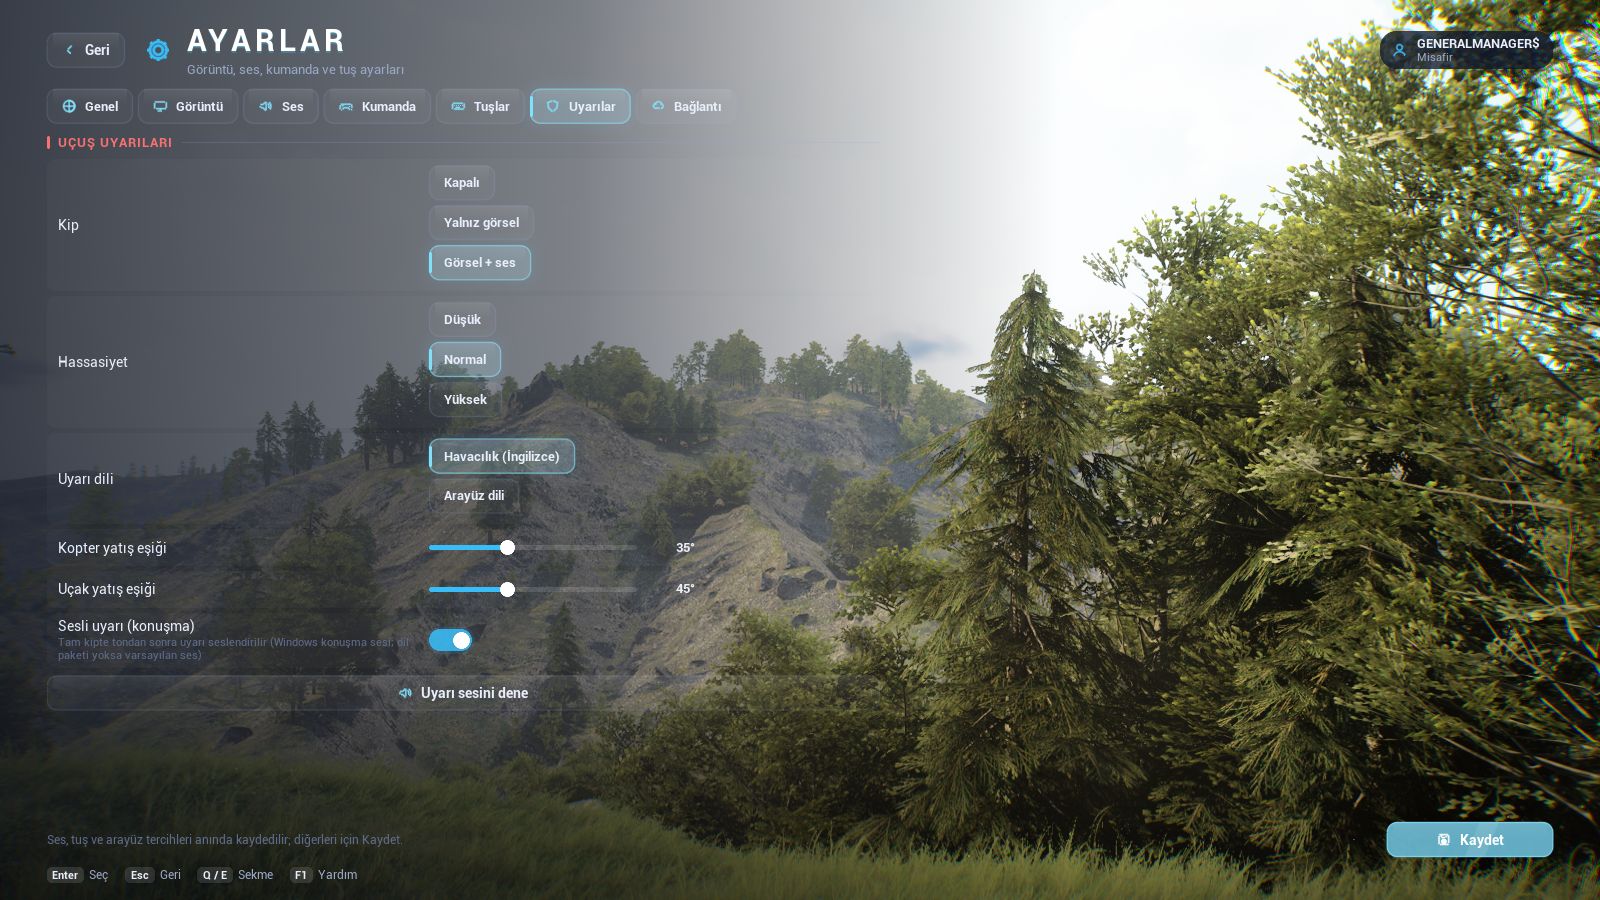 Geri
AYARLAR
Görüntü, ses, kumanda ve tuş ayarları
GENERALMANAGER$
Misafir
Genel
Görüntü
Ses
Kumanda
Tuşlar
Uyarılar
Bağlantı
UÇUŞ UYARILARI
Kip
Kapalı
Yalnız görsel
Görsel + ses
Hassasiyet
Düşük
Normal
Yüksek
Uyarı dili
Havacılık (İngilizce)
Arayüz dili
Kopter yatış eşiği
35°
Uçak yatış eşiği
45°
Sesli uyarı (konuşma)
Tam kipte tondan sonra uyarı seslendirilir (Windows konuşma sesi; dil
paketi yoksa varsayılan ses)
Uyarı sesini dene
Ses, tuş ve arayüz tercihleri anında kaydedilir; diğerleri için Kaydet.
Kaydet
Enter Seç Esc Geri Q / E Sekme F1 Yardım